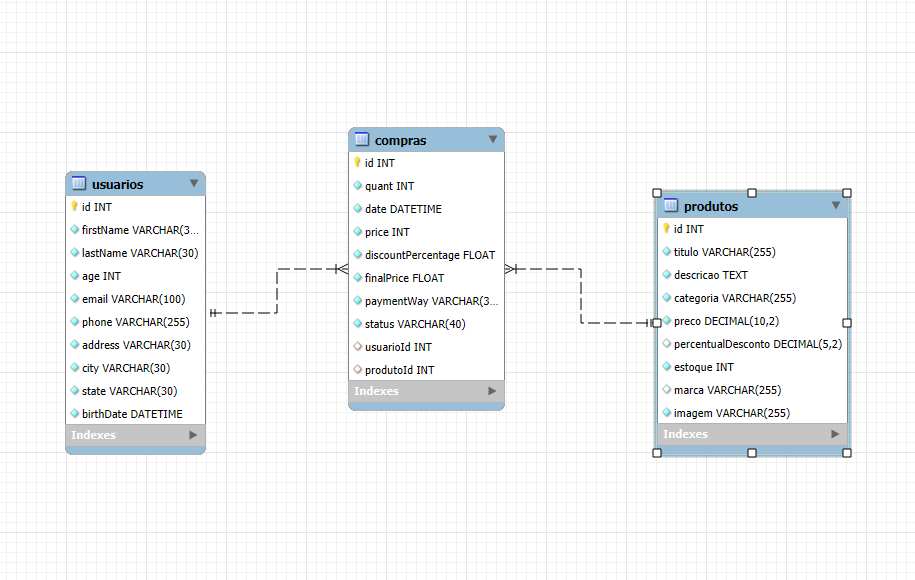 usuarios
id INT
firstName VARCHAR(3...
lastName VARCHAR(30)
age INT
email VARCHAR(100)
phone VARCHAR(255)
address VARCHAR(30)
city VARCHAR(30)
state VARCHAR(30)
birthDate DATETIME
Indexes
compras
id INT
quant INT
date DATETIME
price INT
discountPercentage FLOAT
finalPrice FLOAT
paymentWay VARCHAR(3...
status VARCHAR(40)
usuarioId INT
produtoId INT
Indexes
produtos
id INT
titulo VARCHAR(255)
descricao TEXT
categoria VARCHAR(255)
preco DECIMAL(10,2)
percentualDesconto DECIMAL(5,2)
estoque INT
marca VARCHAR(255)
imagem VARCHAR(255)
Indexes